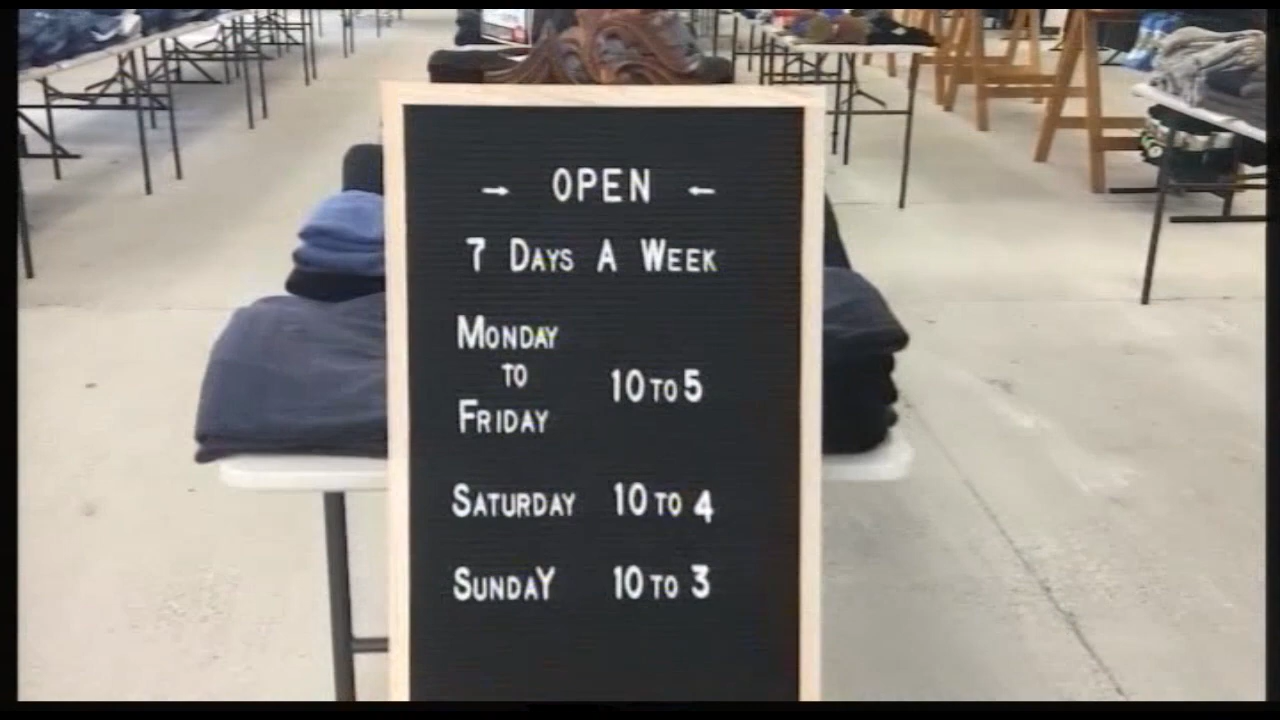 → OPEN ←
7 DAYS A WEEK
MONDAY
TO
FRIDAY
10 TO 5
SATURDAY 10 TO 4
SUNDAY 10 TO 3